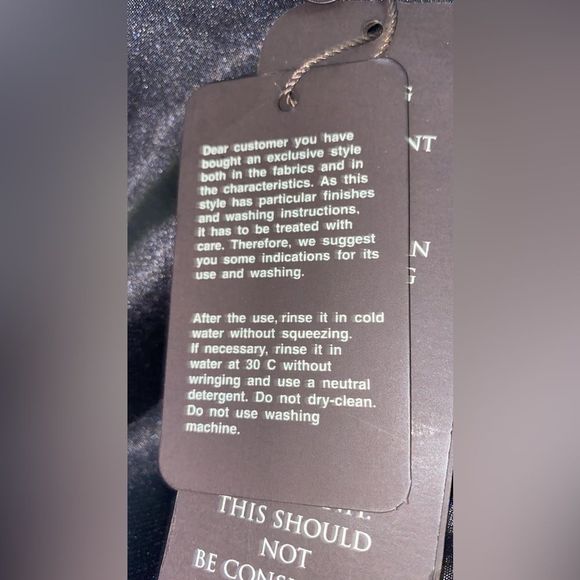 Dear customer you have
bought an exclusive style
both in the fabrics and in
the characteristics. As this
style has particular finishes
and washing instructions,
it has to be treated with
care. Therefore, we suggest
you some indications for its
use and washing.
After the use, rinse it in cold
water without squeezing.
If necessary, rinse it in
water at 30 C without
wringing and use a neutral
detergent. Do not dry-clean.
Do not use washing
machine.
THIS SHOULD
NOT